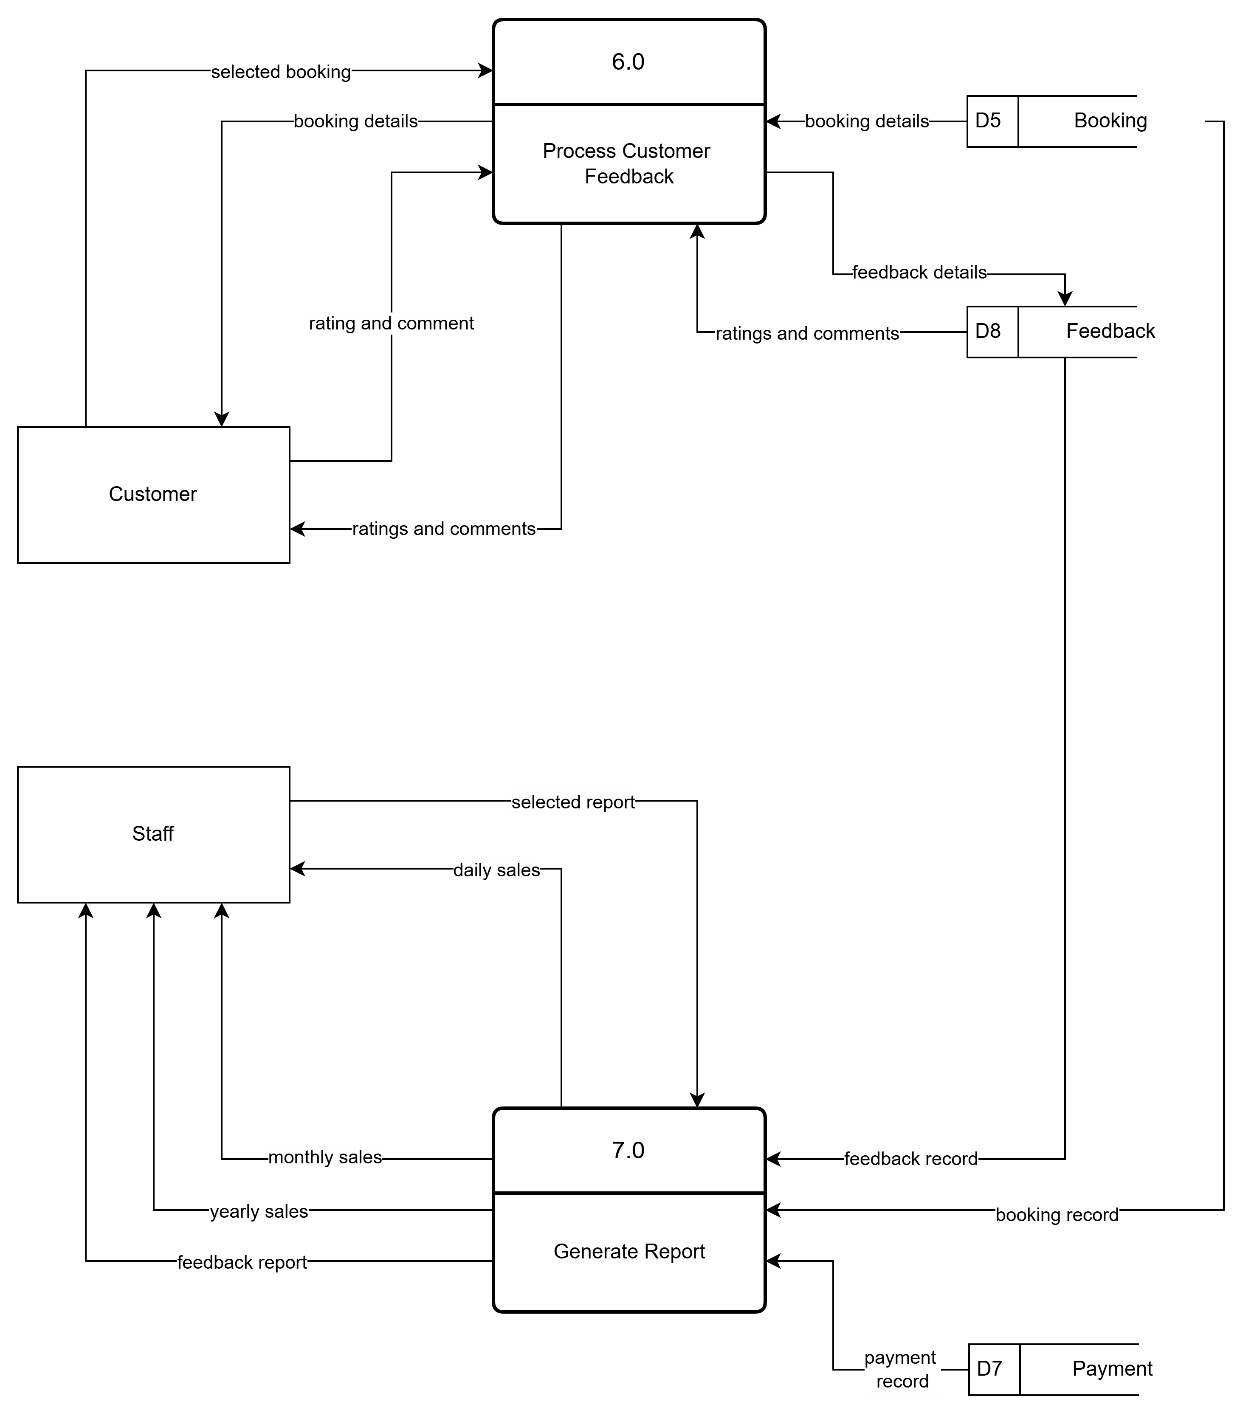 6.0
selected booking
booking details
booking details
D5
Booking
Process Customer
Feedback
feedback details
rating and comment
ratings and comments
D8
Feedback
Customer
ratings and comments
selected report
Staff
daily sales
7.0
monthly sales
feedback record
yearly sales
booking record
Generate Report
feedback report
payment
record
D7
Payment